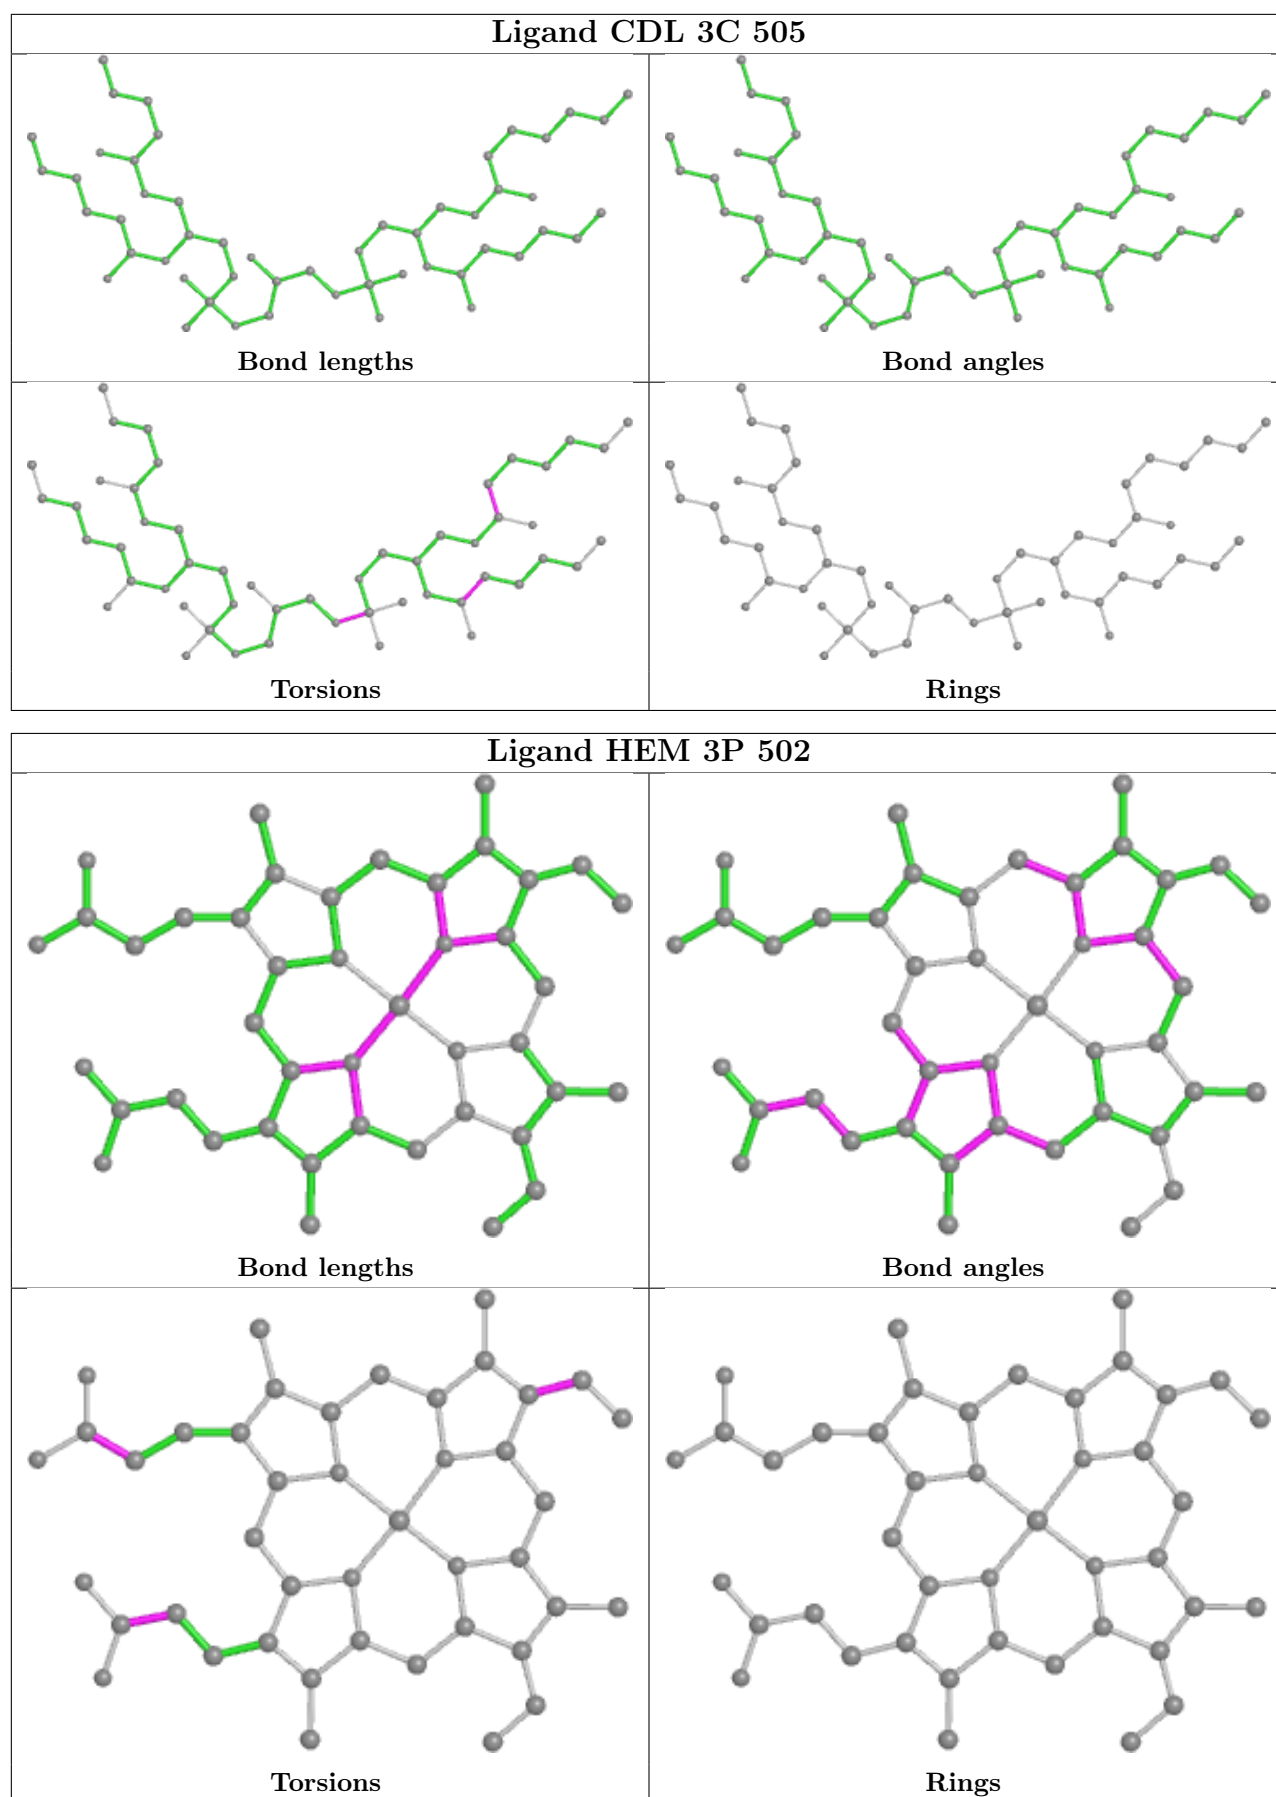 Ligand CDL 3C 505
Bond lengths
Bond angles
Torsions
Rings
Ligand HEM 3P 502
Bond lengths
Bond angles
Torsions
Rings